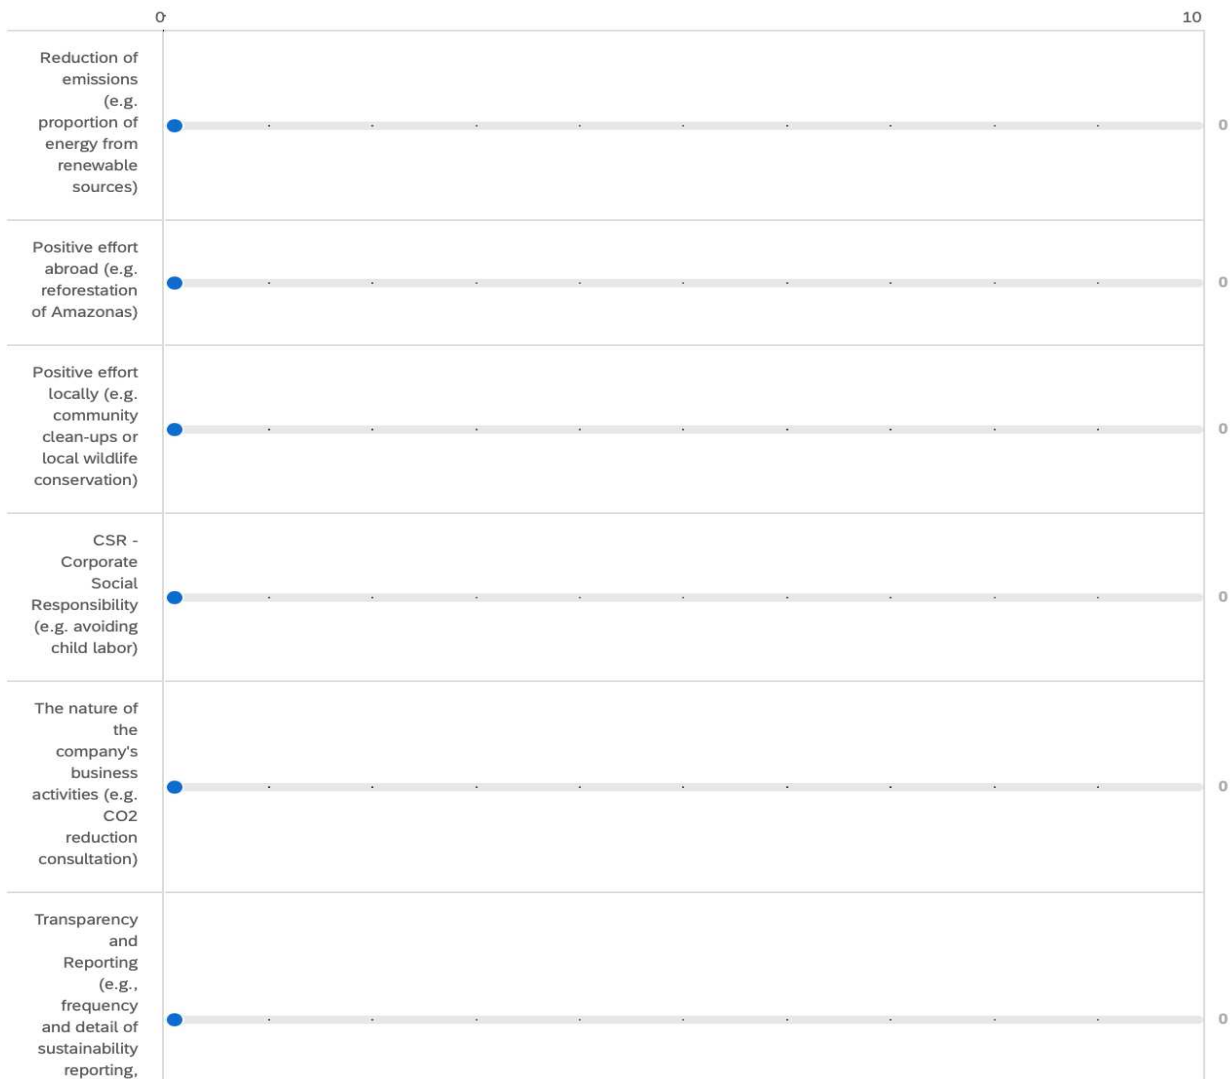 0 10
Reduction of
emissions
(e.g.
proportion of
energy from
renewable
sources)
0
Positive effort
abroad (e.g.
reforestation
of Amazonas)
0
Positive effort
locally (e.g.
community
clean-ups or
local wildlife
conservation)
0
CSR -
Corporate
Social
Responsibility
(e.g. avoiding
child labor)
0
The nature of
the
company's
business
activities (e.g.
CO2
reduction
consultation)
0
Transparency
and
Reporting
(e.g.,
frequency
and detail of
sustainability
reporting,
0